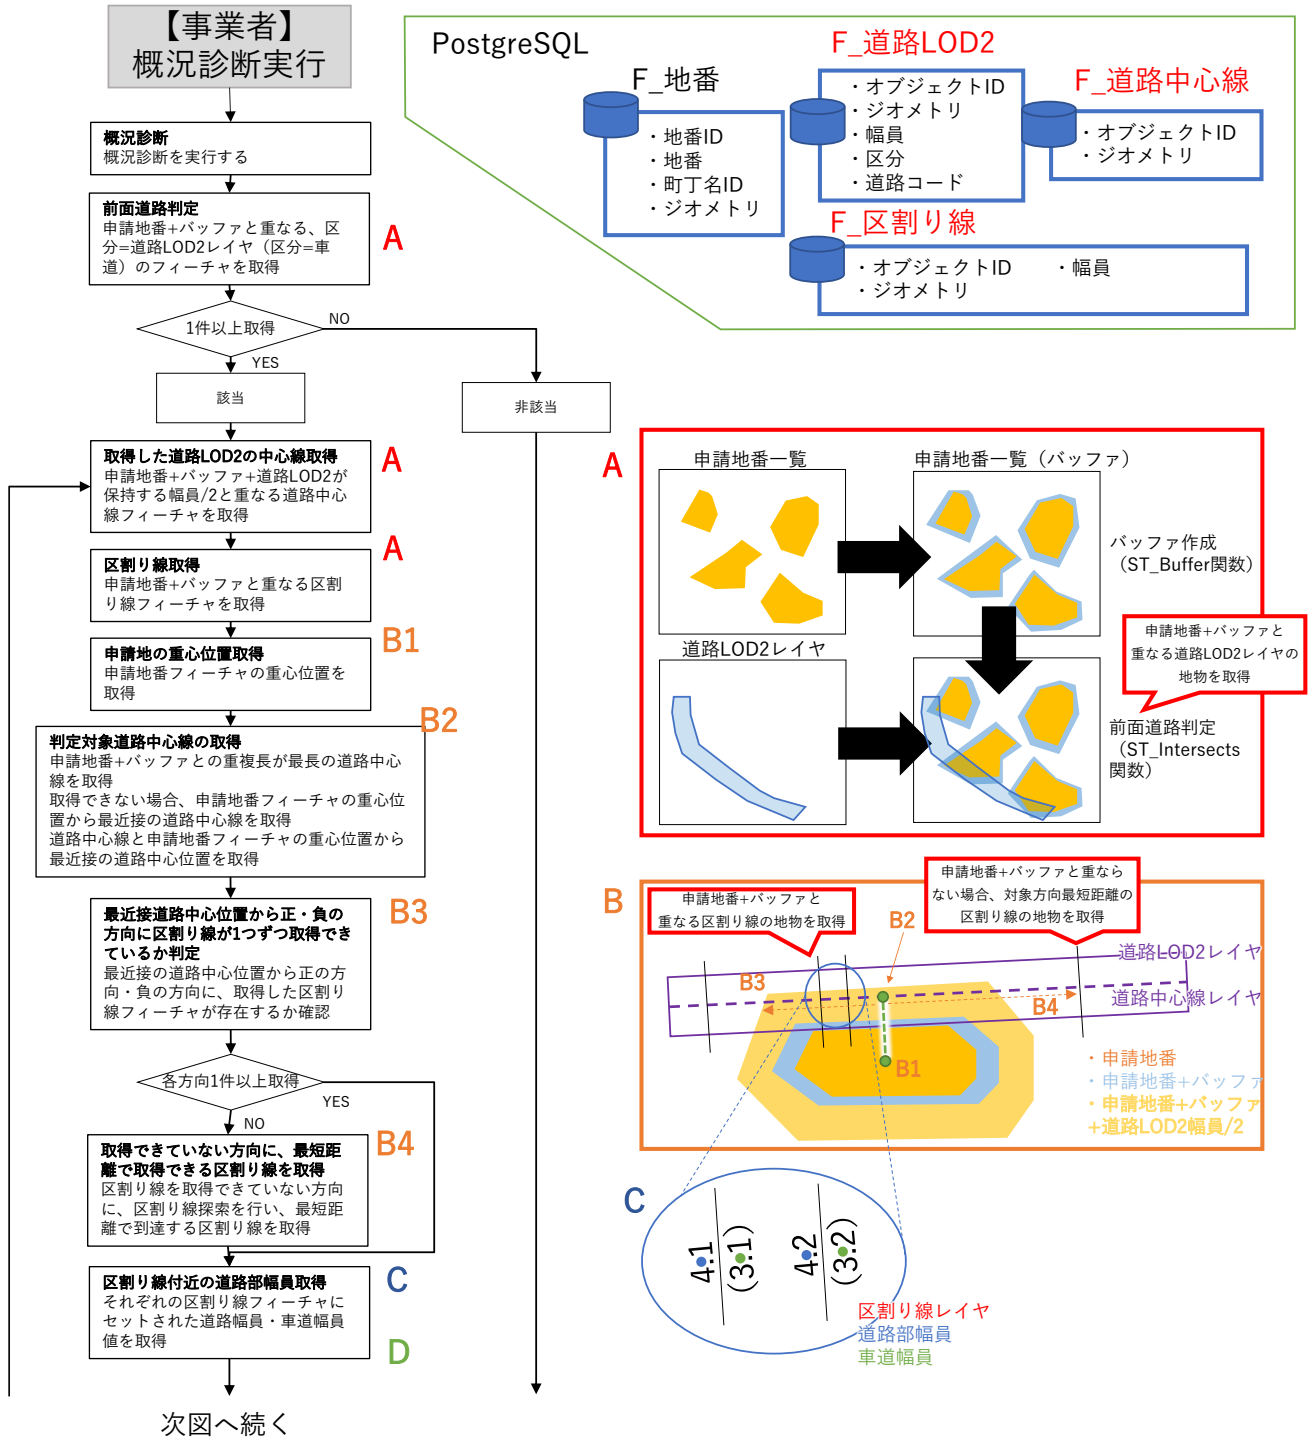 【事業者】
概況診断実行
概況診断
概況診断を実行する
前面道路判定
申請地番+バッファと重なる、区
分=道路LOD2レイヤ（区分=車
道）のフィーチャを取得
A
1件以上取得
NO
YES
該当
非該当
取得した道路LOD2の中心線取得
申請地番+バッファ+道路LOD2が
保持する幅員/2と重なる道路中心
線フィーチャを取得
A
区割り線取得
申請地番+バッファと重なる区割
り線フィーチャを取得
A
申請地の重心位置取得
申請地番フィーチャの重心位置を
取得
B1
判定対象道路中心線の取得
申請地番+バッファとの重複長が最長の道路中心
線を取得
取得できない場合、申請地番フィーチャの重心位
置から最近接の道路中心線を取得
道路中心線と申請地番フィーチャの重心位置から
最近接の道路中心位置を取得
B2
最近接道路中心位置から正・負の
方向に区割り線が1つずつ取得でき
ているか判定
最近接の道路中心位置から正の方
向・負の方向に、取得した区割り
線フィーチャが存在するか確認
B3
各方向1件以上取得
YES
NO
取得できていない方向に、最短距
離で取得できる区割り線を取得
区割り線を取得できていない方向
に、区割り線探索を行い、最短距
離で到達する区割り線を取得
B4
区割り線付近の道路部幅員取得
それぞれの区割り線フィーチャに
セットされた道路幅員・車道幅員
値を取得
C
D
次図へ続く
PostgreSQL
F_地番
・地番ID
・地番
・町丁名ID
・ジオメトリ
F_道路LOD2
・オブジェクトID
・ジオメトリ
・幅員
・区分
・道路コード
F_道路中心線
・オブジェクトID
・ジオメトリ
F_区割り線
・オブジェクトID ・幅員
・ジオメトリ
A
申請地番一覧
申請地番一覧（バッファ）
バッファ作成
（ST_Buffer関数）
道路LOD2レイヤ
申請地番+バッファと
重なる道路LOD2レイヤの
地物を取得
前面道路判定
（ST_Intersects
関数）
B
申請地番+バッファと
重なる区割り線の地物を取得
申請地番+バッファと重なら
ない場合、対象方向最短距離の
区割り線の地物を取得
B2
B3
B4
B1
道路LOD2レイヤ
道路中心線レイヤ
・申請地番
・申請地番+バッファ
・申請地番+バッファ
+道路LOD2幅員/2
C
4.1
(3.1)
4.2
(3.2)
区割り線レイヤ
道路部幅員
車道幅員